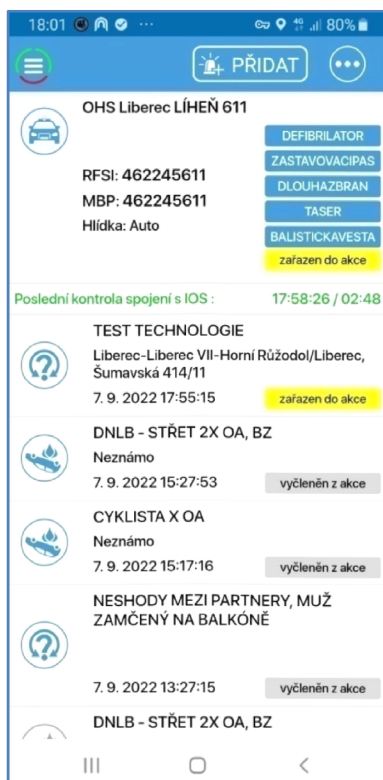 18:01 ... 4G 80%
PŘIDAT
OHS Liberec LÍHEŇ 611
DEFIBRILATOR
ZASTAVOVACIPAS
RFSI: 462245611
DLOUHAZBRAN
MBP: 462245611
TASER
Hlídka: Auto
BALISTICKAVESTA
zařazen do akce
Poslední kontrola spojení s IOS : 17:58:26 / 02:48
TEST TECHNOLOGIE
Liberec-Liberec VII-Horní Růžodol/Liberec,
Šumavská 414/11
7. 9. 2022 17:55:15 zařazen do akce
DNLB - STŘET 2X OA, BZ
Neznámo
7. 9. 2022 15:27:53 vyčleněn z akce
CYKLISTA X OA
Neznámo
7. 9. 2022 15:17:16 vyčleněn z akce
NESHODY MEZI PARTNERY, MUŽ
ZAMČENÝ NA BALKÓNĚ
7. 9. 2022 13:27:15 vyčleněn z akce
DNLB - STŘET 2X OA, BZ